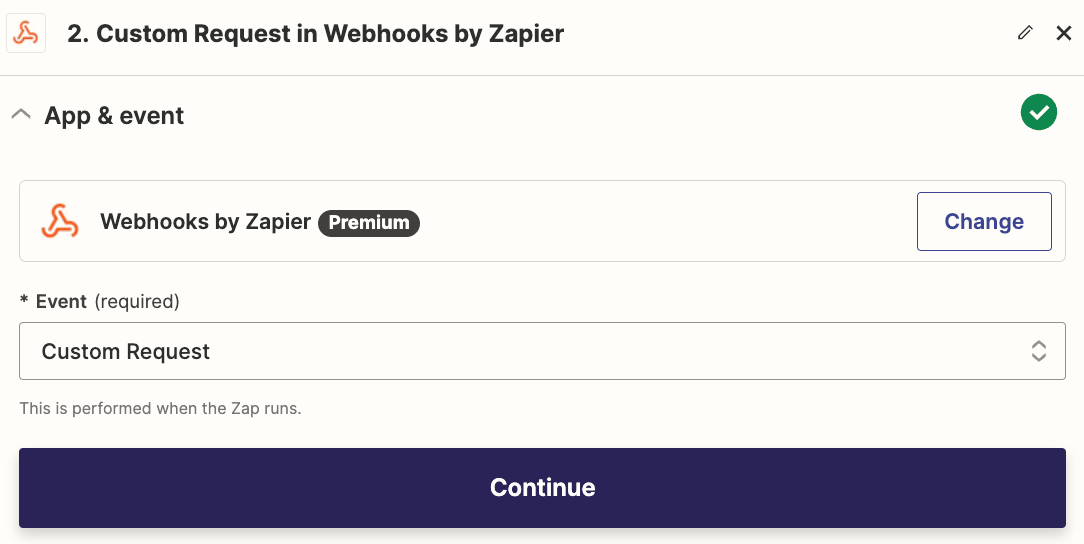 2. Custom Request in Webhooks by Zapier
App & event
Webhooks by Zapier Premium
Change
* Event (required)
Custom Request
This is performed when the Zap runs.
Continue